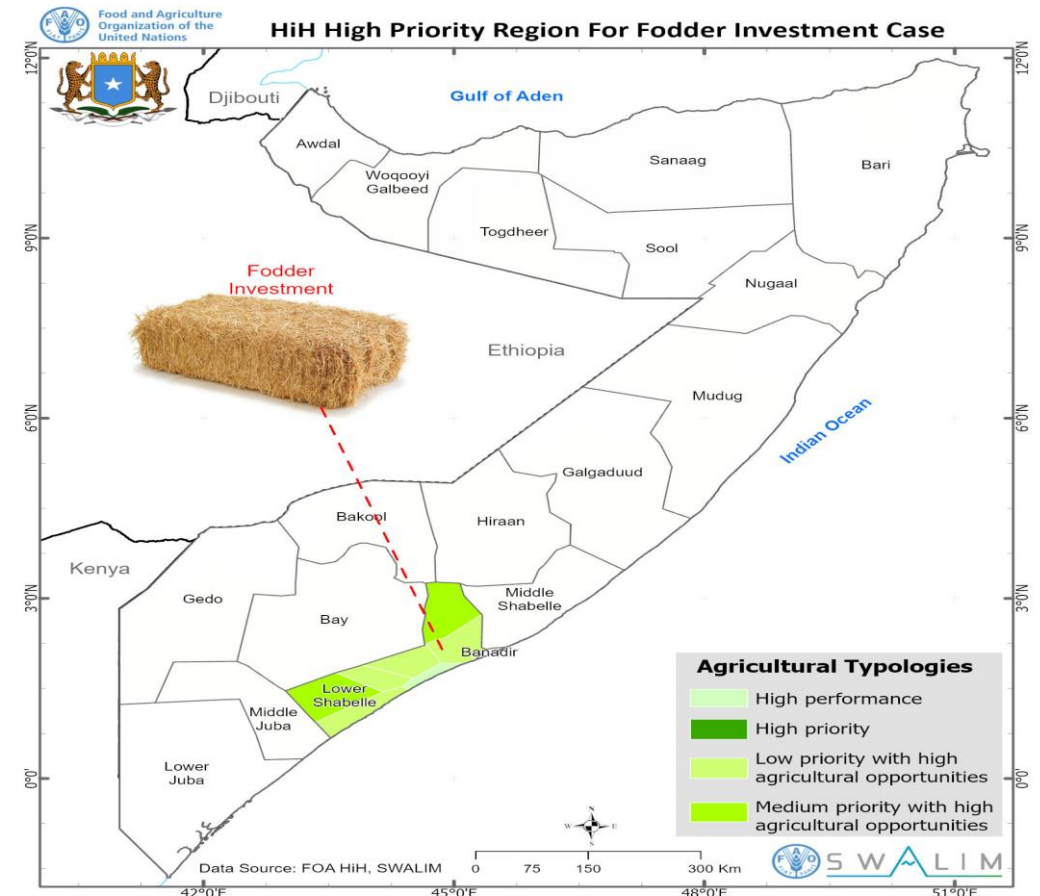 Food and Agriculture
Organization of the
United Nations
HiH High Priority Region For Fodder Investment Case
12°0'N
12°0'N
Djibouti
Gulf of Aden
Awdal
Sanaag
Bari
Woqooyi
Galbeed
Togdheer
Sool
9°0'N
9°0'N
Fodder
Investment
Nugaal
Ethiopia
Mudug
6°0'N
6°0'N
Indian Ocean
Galgaduud
Bakool
Hiraan
Kenya
3°0'N
3°0'N
Gedo
Bay
Middle
Shabelle
Banadir
Lower
Shabelle
Middle
Juba
Lower
Juba
0°0'
0°0'
Agricultural Typologies
High performance
High priority
Low priority with high
agricultural opportunities
Medium priority with high
agricultural opportunities
N
W
E
S
Data Source: FOA HiH, SWALIM
0 75 150 300 Km
FAO
SWALIM
42°0'E
45°0'E
48°0'E
51°0'E